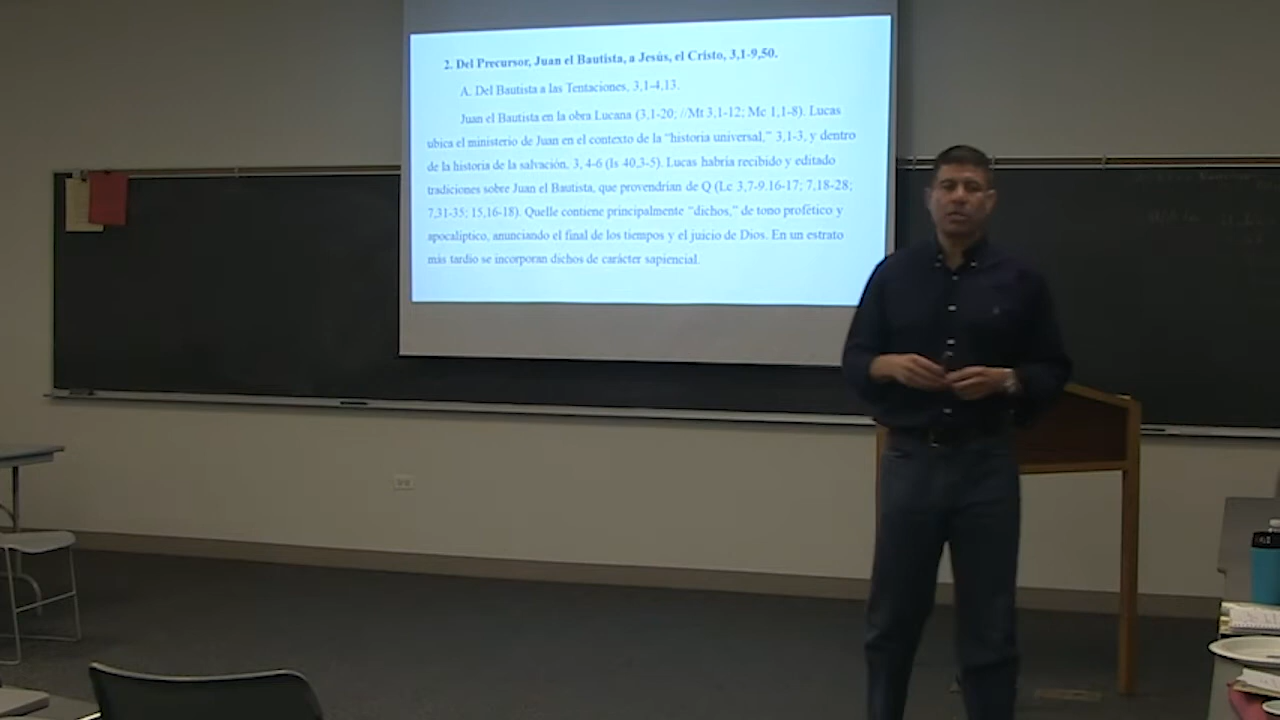 2. Del Precursor, Juan el Bautista, a Jesús, el Cristo, 3,1-9,50.
A. Del Bautista a las Tentaciones, 3,1-4,13.
Juan el Bautista en la obra Lucana (3,1-20; //Mt 3,1-12; Mc 1,1-8). Lucas
ubica el ministerio de Juan en el contexto de la “historia universal,” 3,1-3, y dentro
de la historia de la salvación, 3, 4-6 (Is 40,3-5). Lucas habría recibido y editado
tradiciones sobre Juan el Bautista, que provendrían de Q (Lc 3,7-9.16-17; 7,18-28;
7,31-35; 15,16-18). Quelle contiene principalmente “dichos,” de tono profético y
apocalíptico, anunciando el final de los tiempos y el juicio de Dios. En un estrato
más tardío se incorporan dichos de carácter sapiencial.